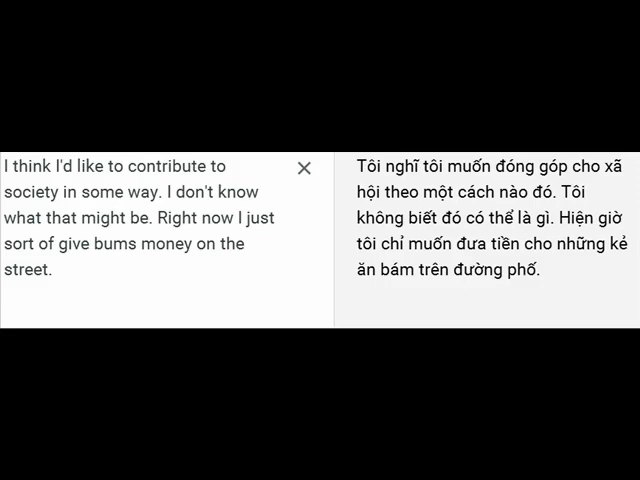 I think I'd like to contribute to
society in some way. I don't know
what that might be. Right now I just
sort of give bums money on the
street.
Tôi nghĩ tôi muốn đóng góp cho xã
hội theo một cách nào đó. Tôi
không biết đó có thể là gì. Hiện giờ
tôi chỉ muốn đưa tiền cho những kẻ
ăn bám trên đường phố.